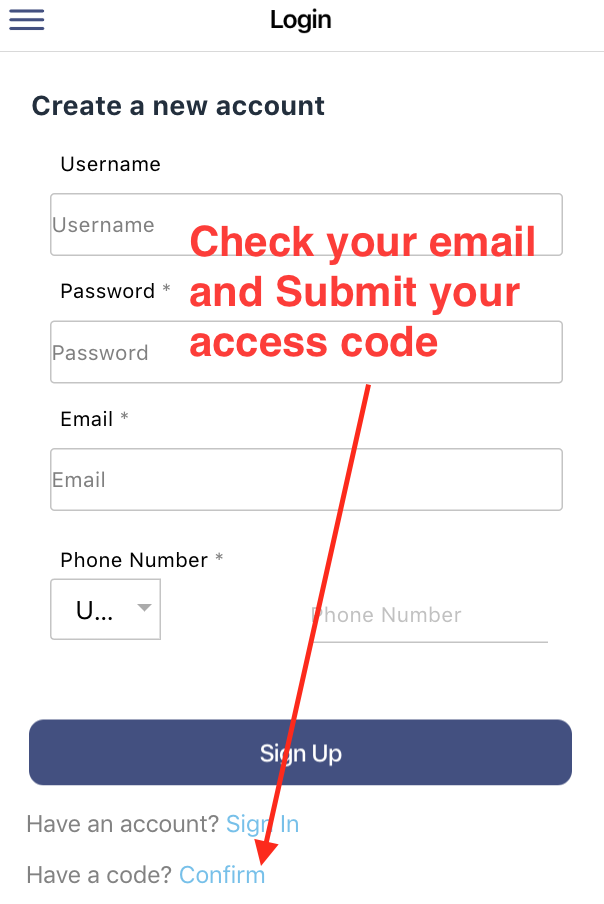 Login
Create a new account
Username
Username
Check your email
and Submit your
access code
Password *
Password
Email *
Email
Phone Number *
U...
Phone Number
Sign Up
Have an account? Sign In
Have a code? Confirm